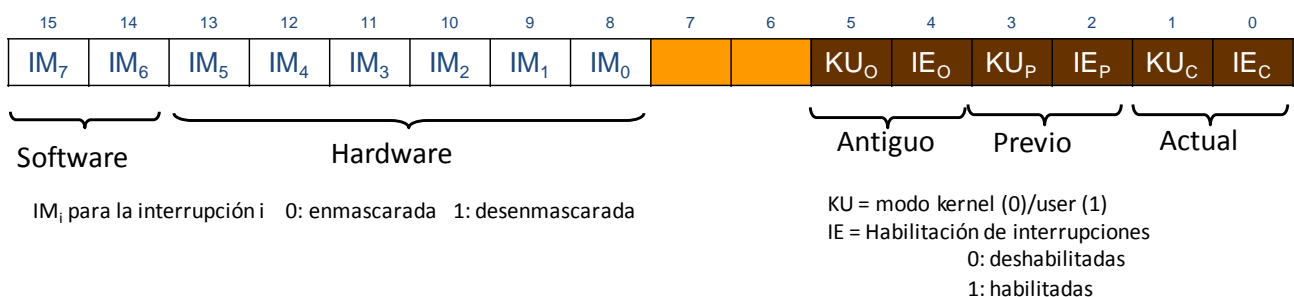 15 14 13 12 11 10 9 8 7 6 5 4 3 2 1 0
IM7 IM6 IM5 IM4 IM3 IM2 IM1 IM0 KUO IEO KUP IEP KUC IEC
Software Hardware Antiguo Previo Actual
IMi para la interrupción i 0: enmascarada 1: desenmascarada
KU = modo kernel (0)/user (1)
IE = Habilitación de interrupciones
0: deshabilitadas
1: habilitadas